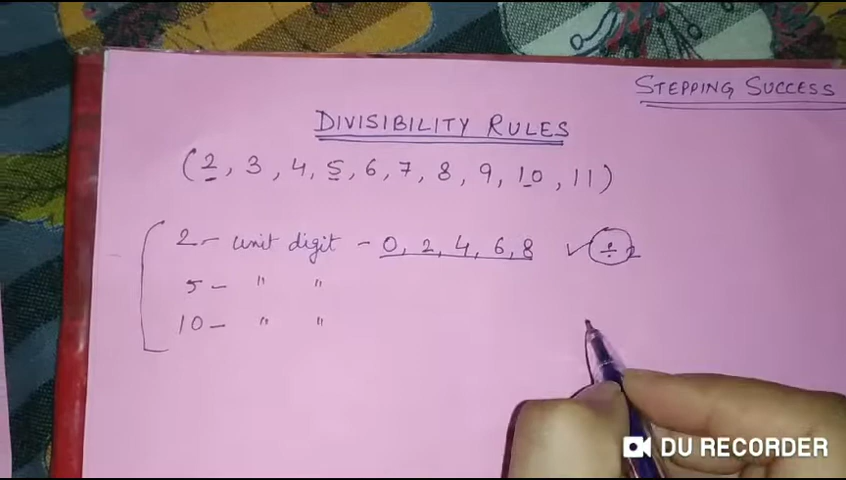 STEPPING SUCCESS
DIVISIBILITY RULES
(2, 3, 4, 5, 6, 7, 8, 9, 10, 11)
2 - unit digit - 0, 2, 4, 6, 8 ✓ ÷ 2
5 - " "
10 - " "
DU RECORDER